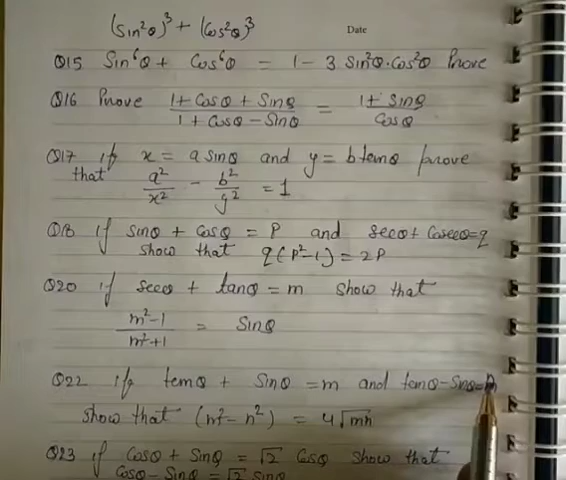 (Sin²θ)³ + (Cos²θ)³
Date
Q15 Sin⁶θ + Cos⁶θ = 1 - 3 Sin²θ.Cos²θ Prove
Q16 Prove (1 + Cosθ + Sinθ)/(1 + Cosθ - Sinθ) = (1 + Sinθ)/Cosθ
Q17 if x = a sinθ and y = b tanθ prove
that a²/x² - b²/y² = 1
Q18 if sinθ + Cosθ = P and secθ + Cosecθ = q
show that q(P²-1) = 2P
Q20 if secθ + tanθ = m show that
(m²-1)/(m²+1) = Sinθ
Q22 if tanθ + Sinθ = m and tanθ - Sinθ = n
show that (m² - n²) = 4√mn
Q23 if Cosθ + Sinθ = √2 Cosθ show that
Cosθ - Sinθ = √2 Sinθ